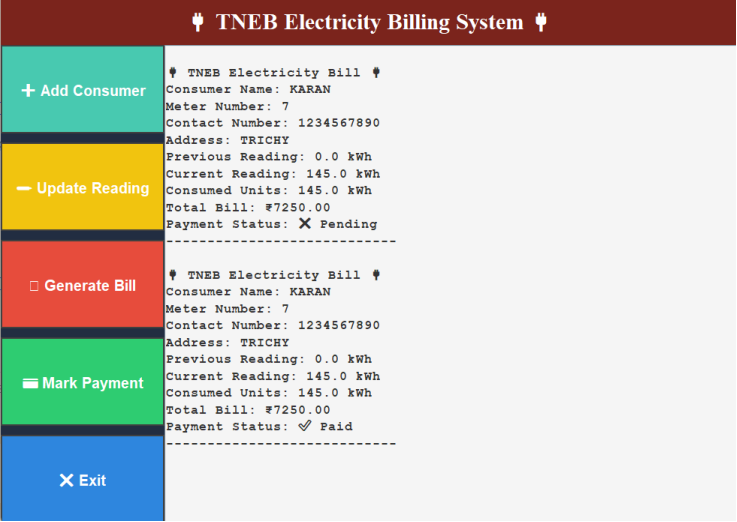 TNEB Electricity Billing System
Add Consumer
Update Reading
Generate Bill
Mark Payment
Exit
TNEB Electricity Bill
Consumer Name: KARAN
Meter Number: 7
Contact Number: 1234567890
Address: TRICHY
Previous Reading: 0.0 kWh
Current Reading: 145.0 kWh
Consumed Units: 145.0 kWh
Total Bill: ₹7250.00
Payment Status: ❌ Pending
----------------------------
TNEB Electricity Bill
Consumer Name: KARAN
Meter Number: 7
Contact Number: 1234567890
Address: TRICHY
Previous Reading: 0.0 kWh
Current Reading: 145.0 kWh
Consumed Units: 145.0 kWh
Total Bill: ₹7250.00
Payment Status: ✅ Paid
----------------------------